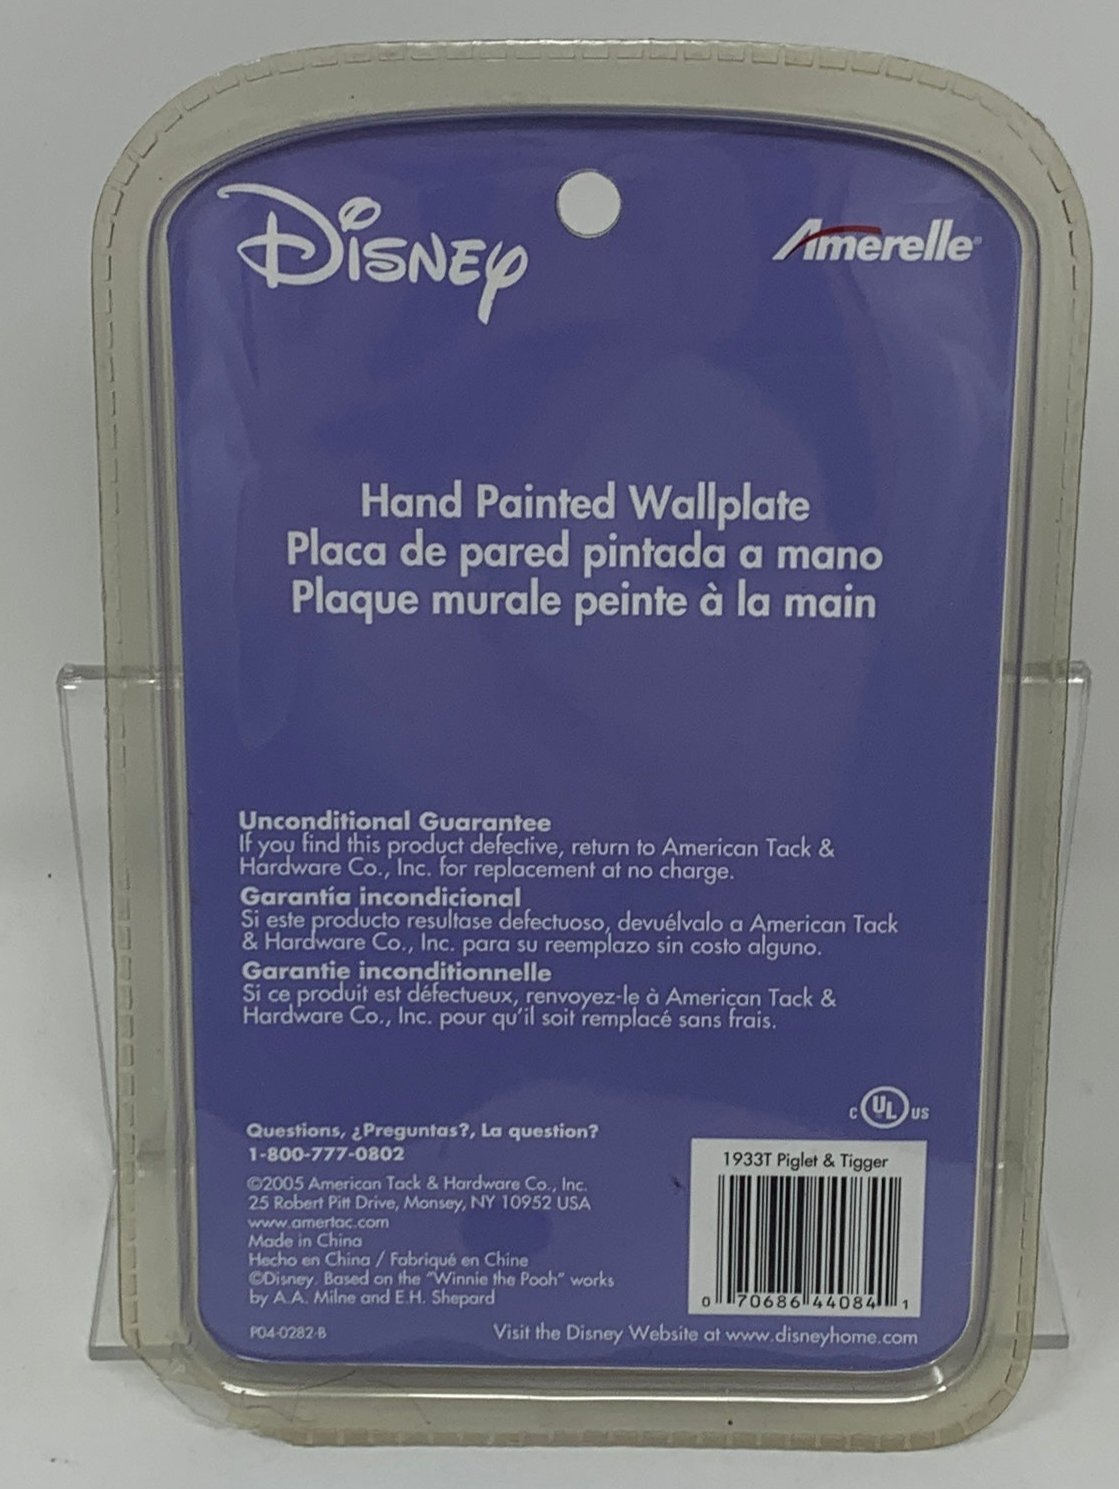 Disney
Amerelle®
Hand Painted Wallplate
Placa de pared pintada a mano
Plaque murale peinte à la main
Unconditional Guarantee
If you find this product defective, return to American Tack &
Hardware Co., Inc. for replacement at no charge.
Garantía incondicional
Si este producto resultase defectuoso, devuélvalo a American Tack
& Hardware Co., Inc. para su reemplazo sin costo alguno.
Garantie inconditionnelle
Si ce produit est défectueux, renvoyez-le à American Tack &
Hardware Co., Inc. pour qu'il soit remplacé sans frais.
C UL US
Questions, ¿Preguntas?, La question?
1-800-777-0802
©2005 American Tack & Hardware Co., Inc.
25 Robert Pitt Drive, Monsey, NY 10952 USA
www.amertac.com
Made in China
Hecho en China / Fabriqué en Chine
©Disney. Based on the "Winnie the Pooh" works
by A.A. Milne and E.H. Shepard
P04-0282-B
1933T Piglet & Tigger
0 70686 44084 1
Visit the Disney Website at www.disneyhome.com